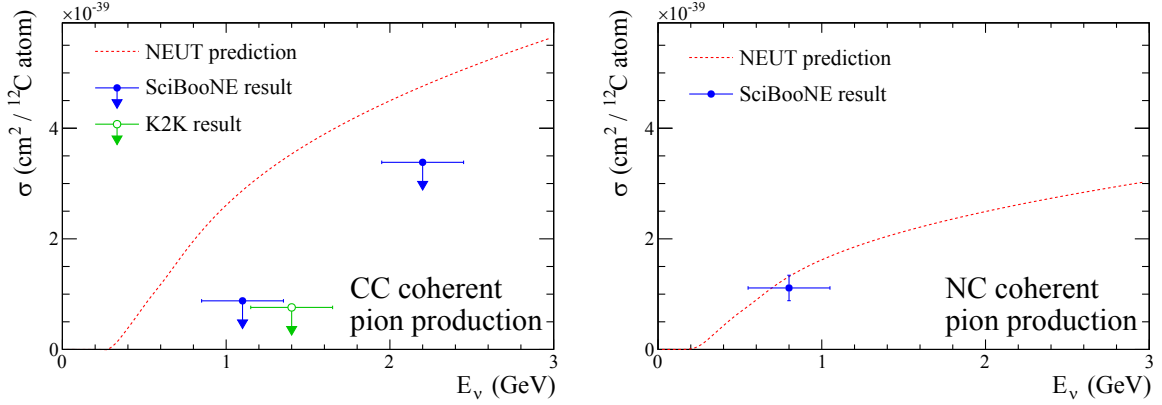 ×10⁻³⁹
σ (cm² / ¹²C atom)
4
2
0
NEUT prediction
SciBooNE result
K2K result
CC coherent
pion production
0 1 2 3
E_ν (GeV)
×10⁻³⁹
σ (cm² / ¹²C atom)
4
2
0
NEUT prediction
SciBooNE result
NC coherent
pion production
0 1 2 3
E_ν (GeV)